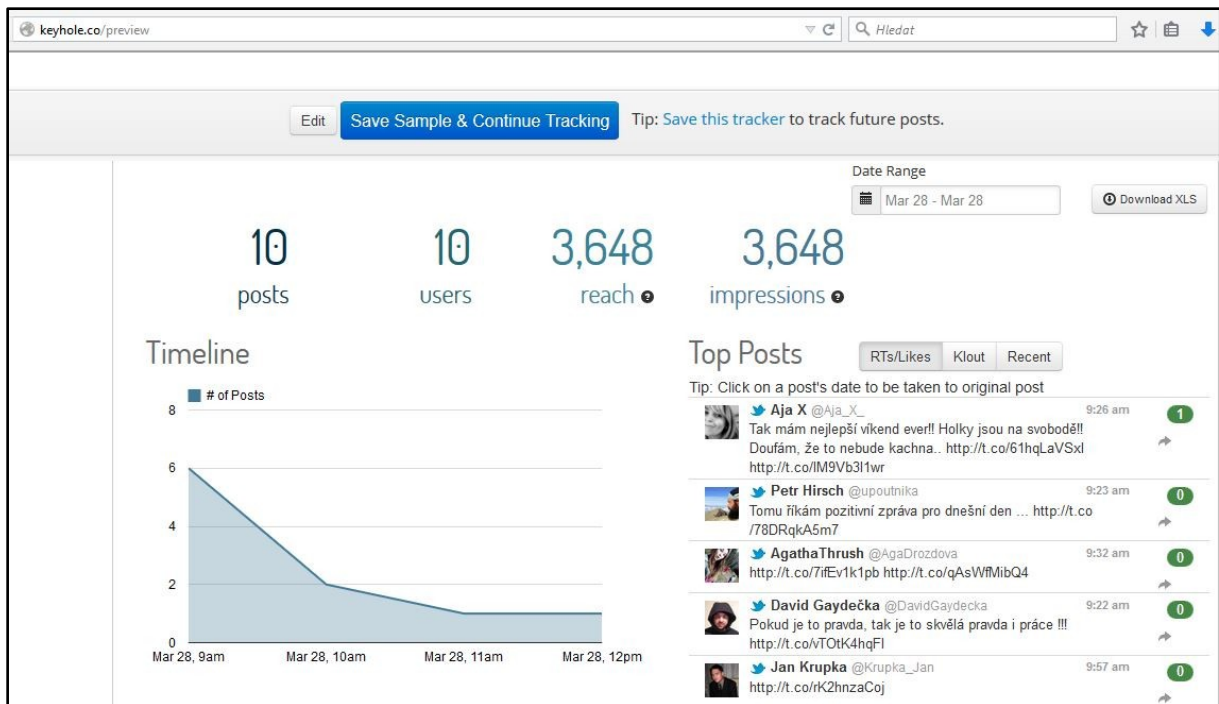 keyhole.co/preview
Hledat
Edit
Save Sample & Continue Tracking
Tip: Save this tracker to track future posts.
Date Range
Mar 28 - Mar 28
Download XLS
10
posts
10
users
3,648
reach
3,648
impressions
Timeline
# of Posts
8
6
4
2
0
Mar 28, 9am
Mar 28, 10am
Mar 28, 11am
Mar 28, 12pm
Top Posts
RTs/Likes
Klout
Recent
Tip: Click on a post's date to be taken to original post
Aja X @Aja_X_ 9:26 am 1
Tak mám nejlepší víkend ever!! Holky jsou na svobodě!!
Doufám, že to nebude kachna.. http://t.co/61hqLaVSxl
http://t.co/lM9Vb3I1wr
Petr Hirsch @upoutnika 9:23 am 0
Tomu říkám pozitivní zpráva pro dnešní den ... http://t.co
/78DRqkA5m7
AgathaThrush @AgaDrozdova 9:32 am 0
http://t.co/7ifEv1k1pb http://t.co/qAsWfMibQ4
David Gaydečka @DavidGaydecka 9:22 am 0
Pokud je to pravda, tak je to skvělá pravda i práce !!!
http://t.co/vTOtK4hqFl
Jan Krupka @Krupka_Jan 9:57 am 0
http://t.co/rK2hnzaCoj